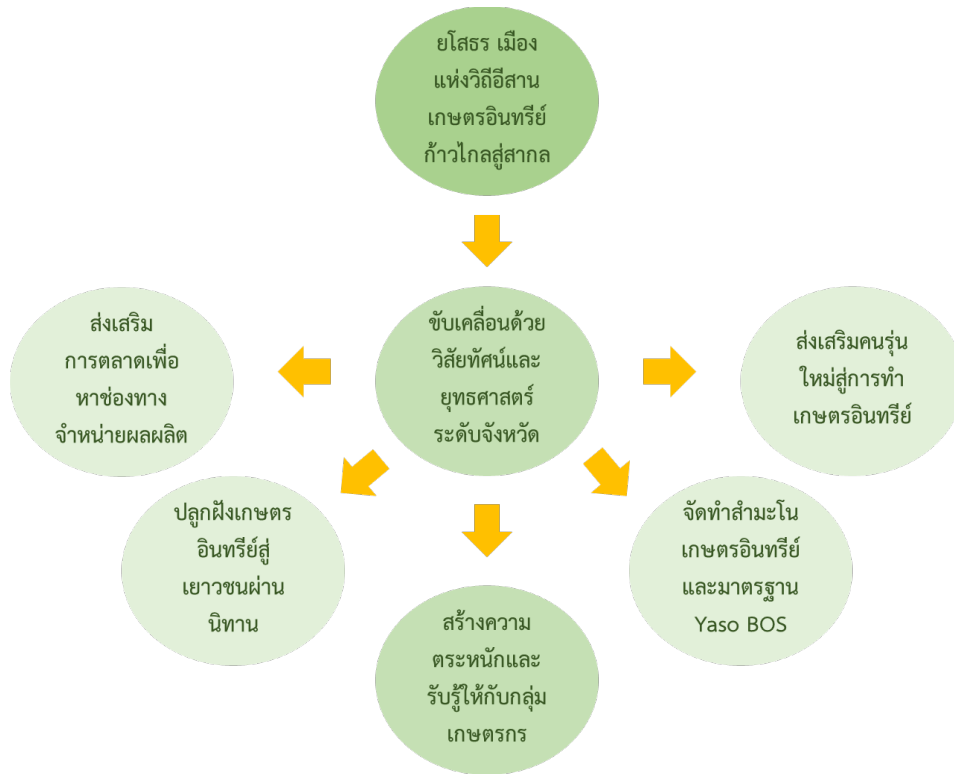 ยโสธร เมือง
แห่งวิถีอีสาน
เกษตรอินทรีย์
ก้าวไกลสู่สากล
ส่งเสริม
การตลาดเพื่อ
หาช่องทาง
จำหน่ายผลผลิต
ขับเคลื่อนด้วย
วิสัยทัศน์และ
ยุทธศาสตร์
ระดับจังหวัด
ส่งเสริมคนรุ่น
ใหม่สู่การทำ
เกษตรอินทรีย์
ปลูกฝังเกษตร
อินทรีย์สู่
เยาวชนผ่าน
นิทาน
สร้างความ
ตระหนักและ
รับรู้ให้กับกลุ่ม
เกษตรกร
จัดทำสำมะโน
เกษตรอินทรีย์
และมาตรฐาน
Yaso BOS